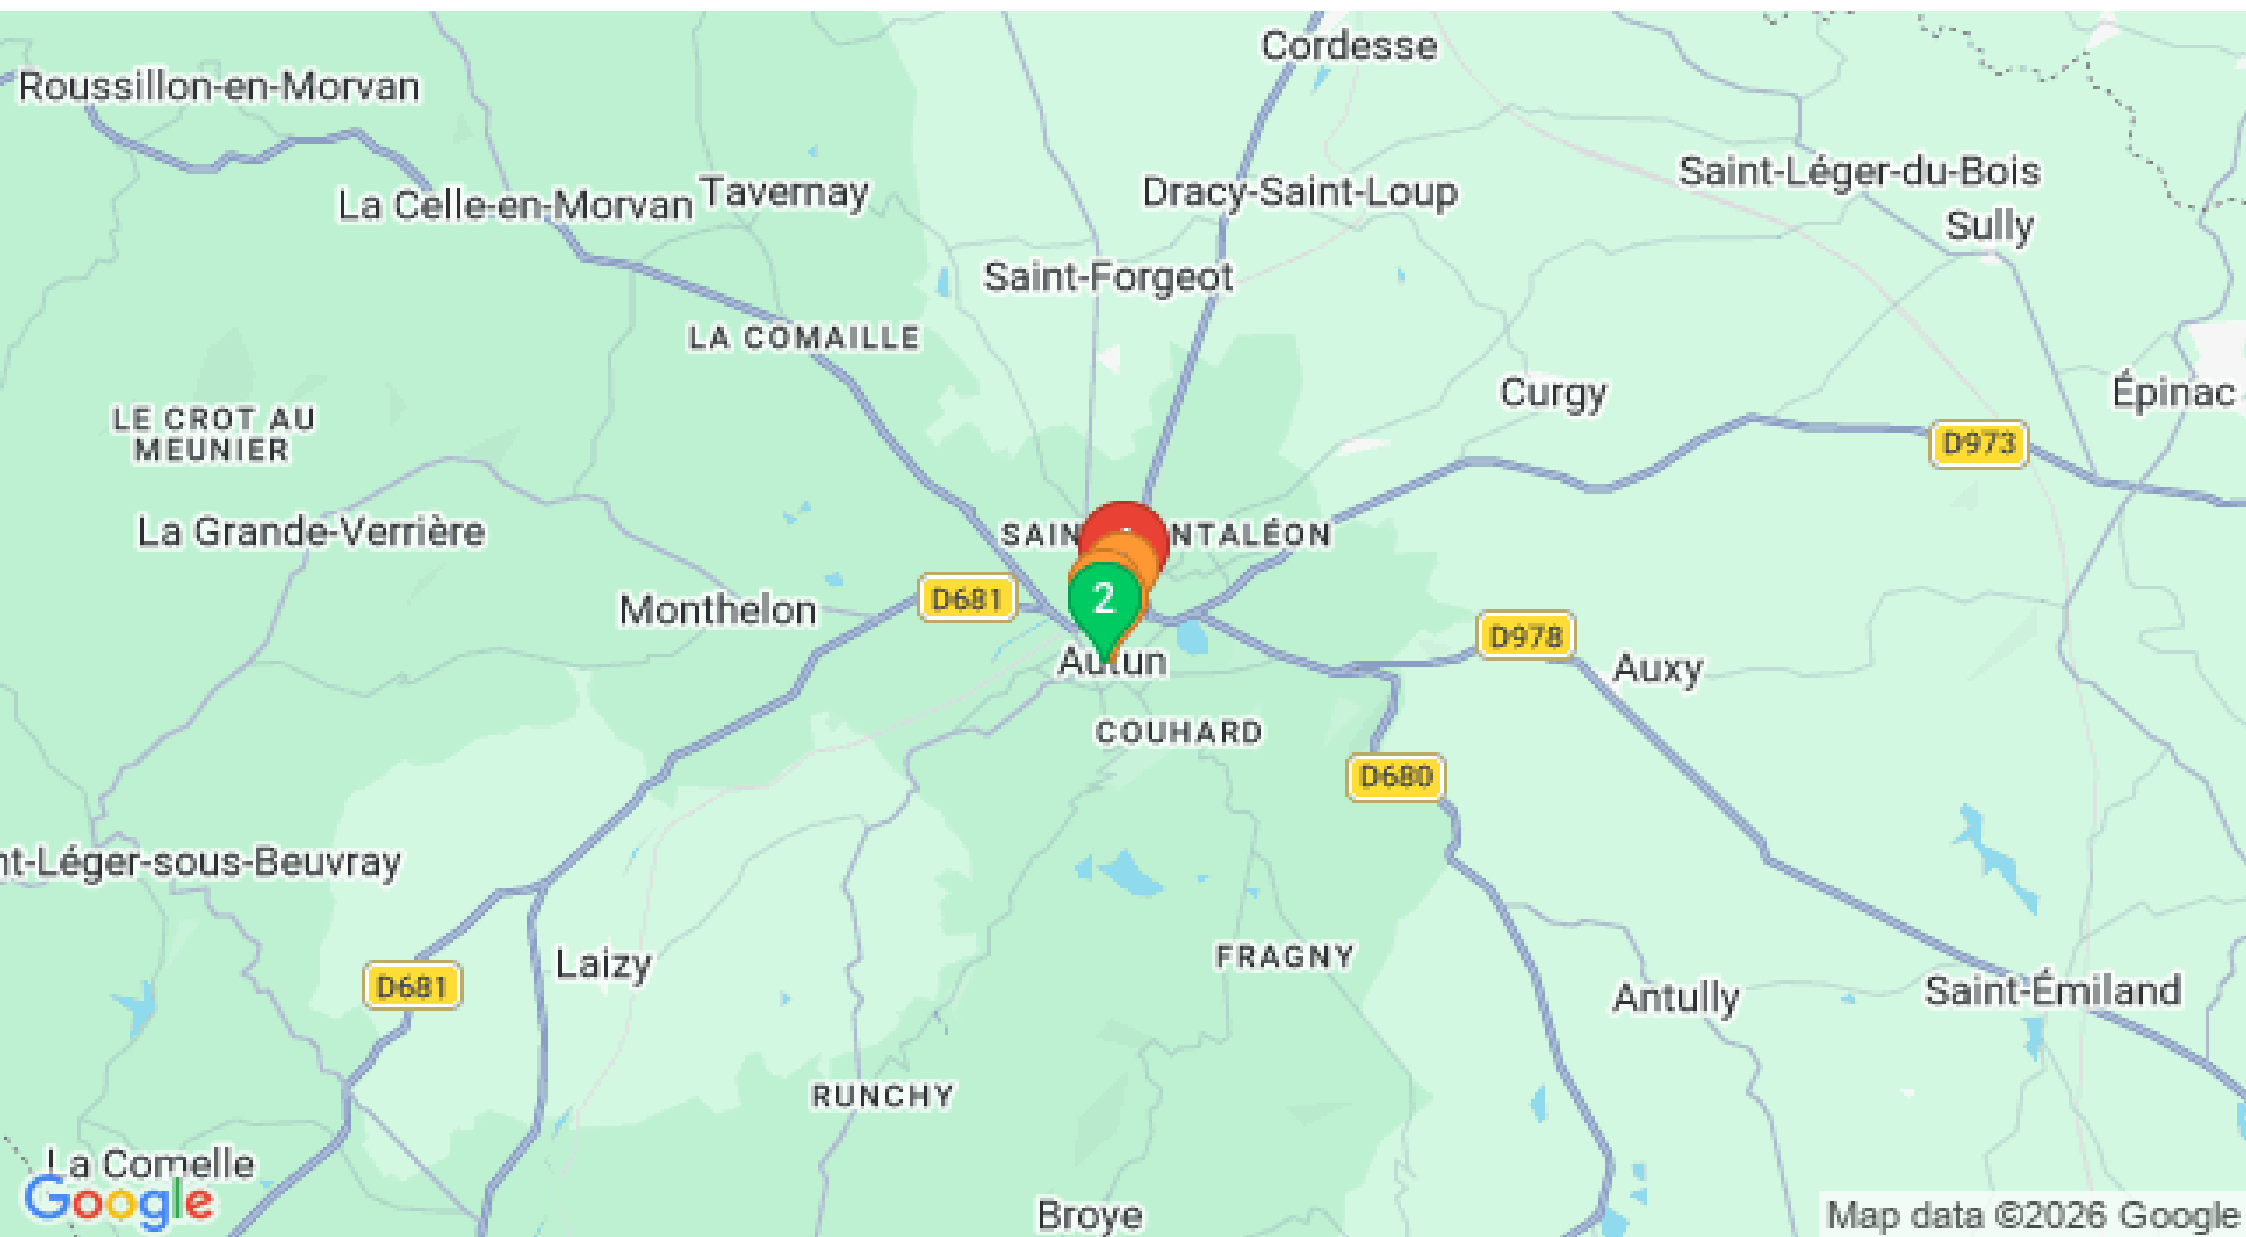 Cordesse
Roussillon-en-Morvan
Saint-Léger-du-Bois
La Celle-en-Morvan
Tavernay
Dracy-Saint-Loup
Sully
Saint-Forgeot
LA COMAILLE
Curgy
Épinac
LE CROT AU
MEUNIER
D973
La Grande-Verrière
SAIN
NTALÉON
D681
2
Monthelon
D978
Autun
Auxy
COUHARD
D680
nt-Léger-sous-Beuvray
Laizy
FRAGNY
D681
Antully
Saint-Émiland
RUNCHY
La Comelle
Google
Broye
Map data ©2026 Google